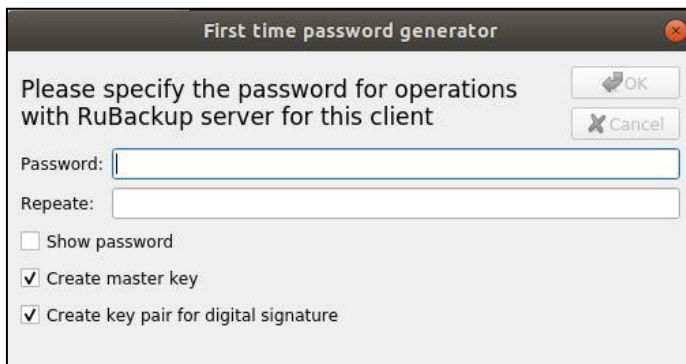 First time password generator
Please specify the password for operations
with RuBackup server for this client
OK
Cancel
Password:
Repeate:
Show password
Create master key
Create key pair for digital signature